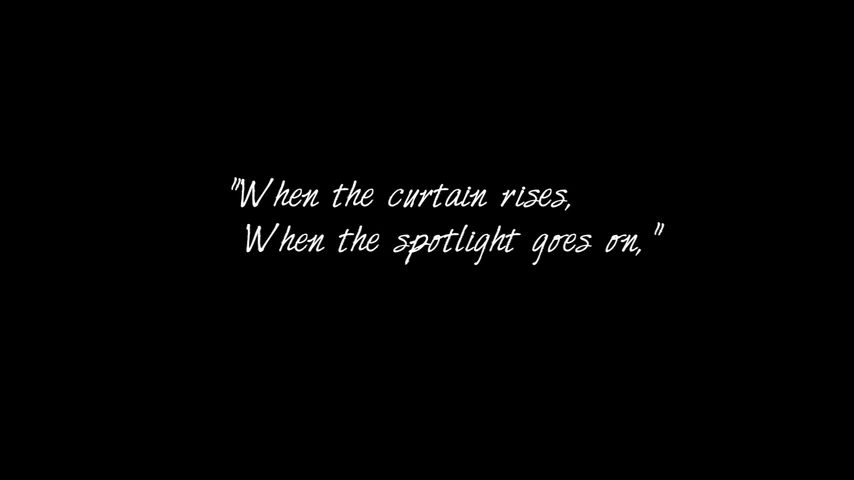 "When the curtain rises,
When the spotlight goes on,"